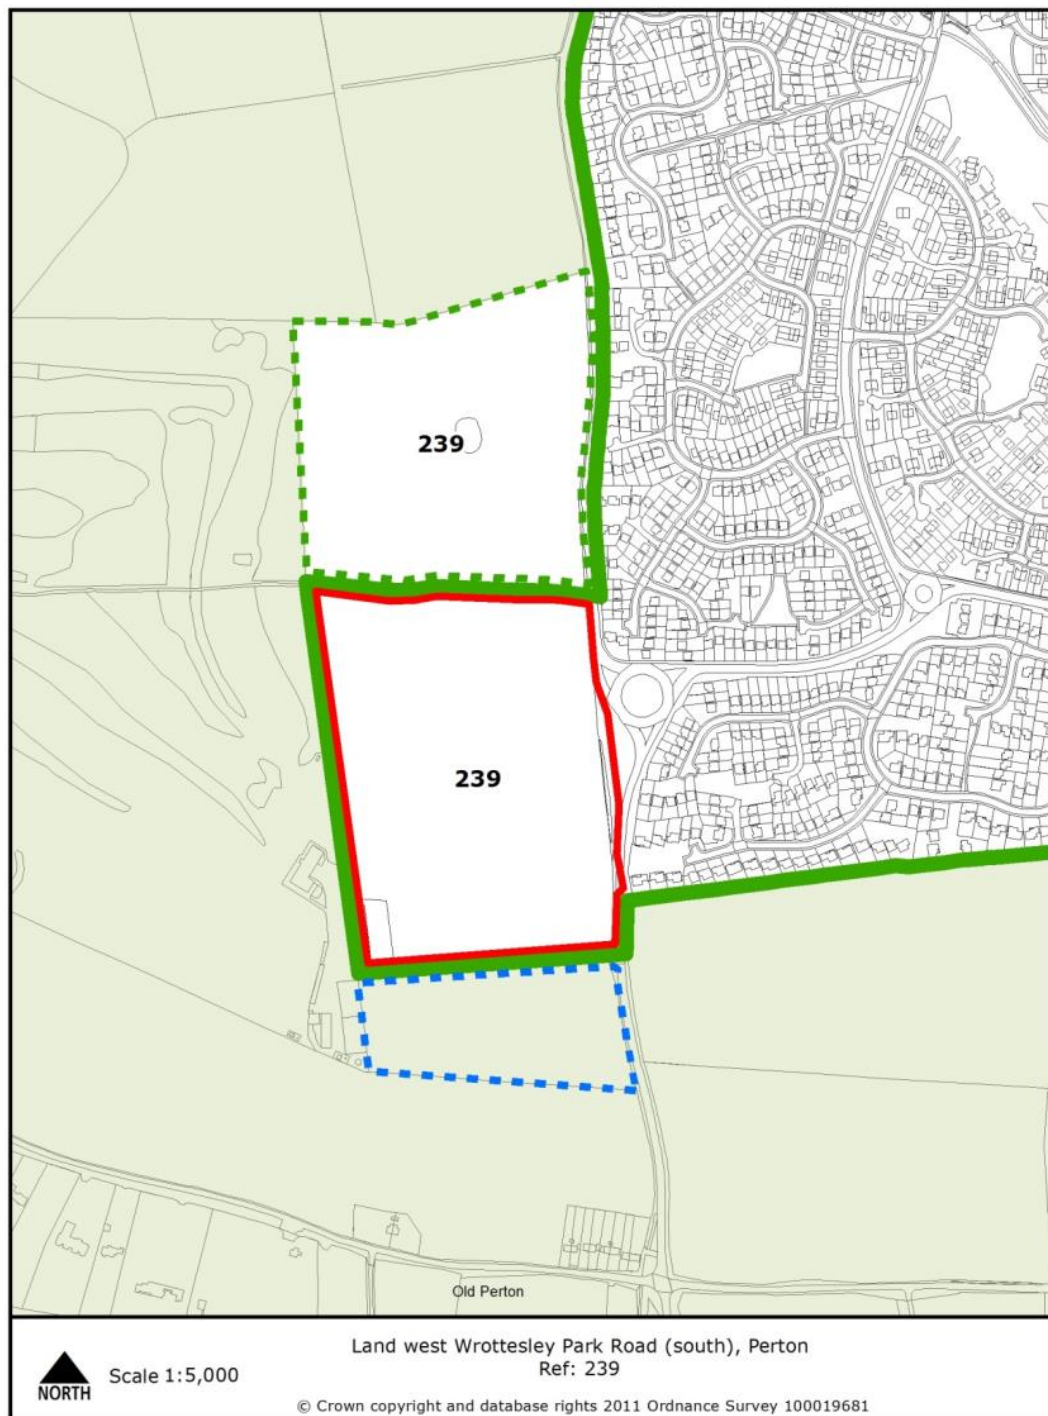 239
239
Old Perton
Land west Wrottesley Park Road (south), Perton
Ref: 239
NORTH
Scale 1:5,000
© Crown copyright and database rights 2011 Ordnance Survey 100019681